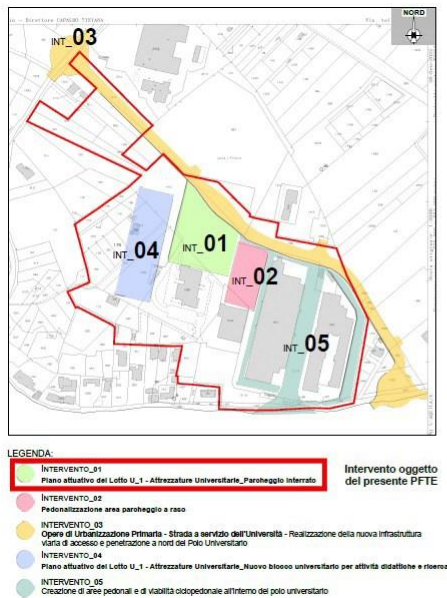 NORD
Direttore CAPASSO TIZIANA
INT_03
INT_01
INT_04
INT_02
INT_05
LEGENDA:
INTERVENTO_01
Piano attuativo del Lotto U_1 - Attrezzature Universitarie_Parcheggio interrato
Intervento oggetto
del presente PFTE
INTERVENTO_02
Pedonalizzazione area parcheggio a raso
INTERVENTO_03
Opere di Urbanizzazione Primaria - Strada a servizio dell'Università - Realizzazione della nuova infrastruttura
viaria di accesso e penetrazione a nord del Polo Universitario
INTERVENTO_04
Piano attuativo del Lotto U_1 - Attrezzature Universitarie_Nuovo blocco universitario per attività didattiche e ricerca
INTERVENTO_05
Creazione di aree pedonali e di viabilità ciclopedonale all'interno del polo universitario